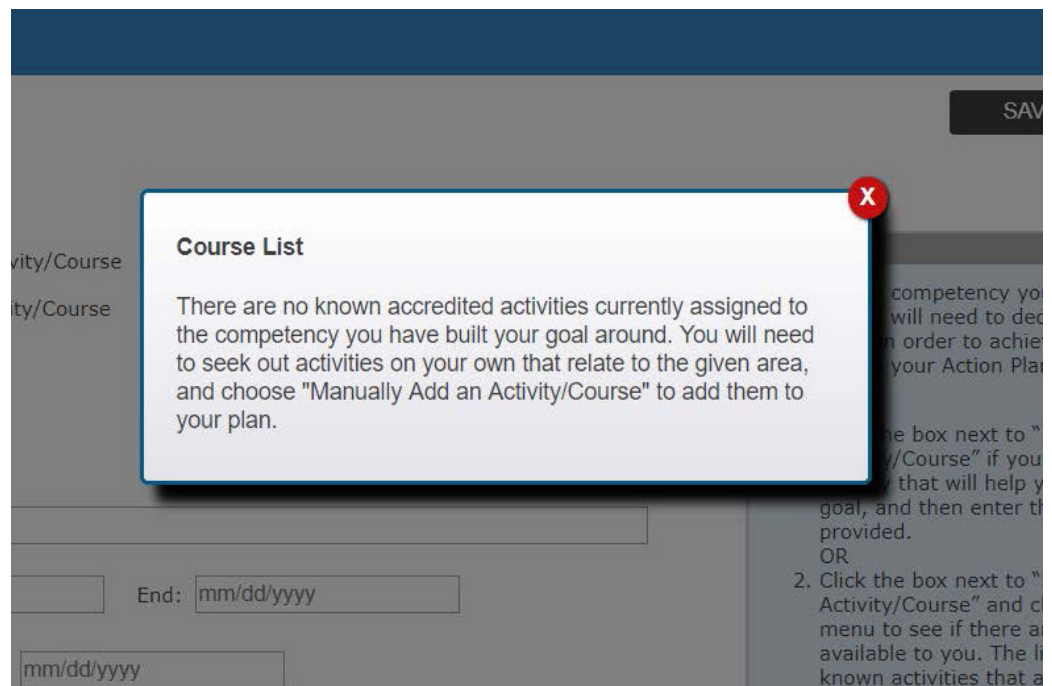 SAV
X
Course List
There are no known accredited activities currently assigned to
the competency you have built your goal around. You will need
to seek out activities on your own that relate to the given area,
and choose "Manually Add an Activity/Course" to add them to
your plan.
vity/Course
ity/Course
End: mm/dd/yyyy
mm/dd/yyyy
competency you
will need to dec
n order to achie
your Action Plan
e box next to "
y/Course" if you
that will help y
goal, and then enter th
provided.
OR
2. Click the box next to "
Activity/Course" and cl
menu to see if there ar
available to you. The li
known activities that a